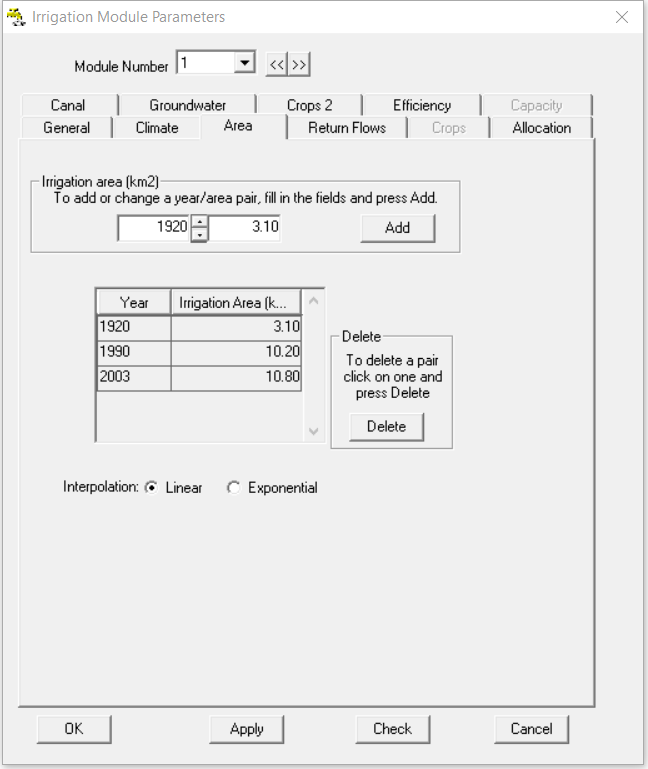 Irrigation Module Parameters
Module Number 1 << >>
Canal Groundwater Crops 2 Efficiency Capacity
General Climate Area Return Flows Crops Allocation
Irrigation area (km2)
To add or change a year/area pair, fill in the fields and press Add.
1920 3.10 Add
Year Irrigation Area (k...
1920 3.10
1990 10.20
2003 10.80
Delete
To delete a pair
click on one and
press Delete
Delete
Interpolation: Linear Exponential
OK Apply Check Cancel